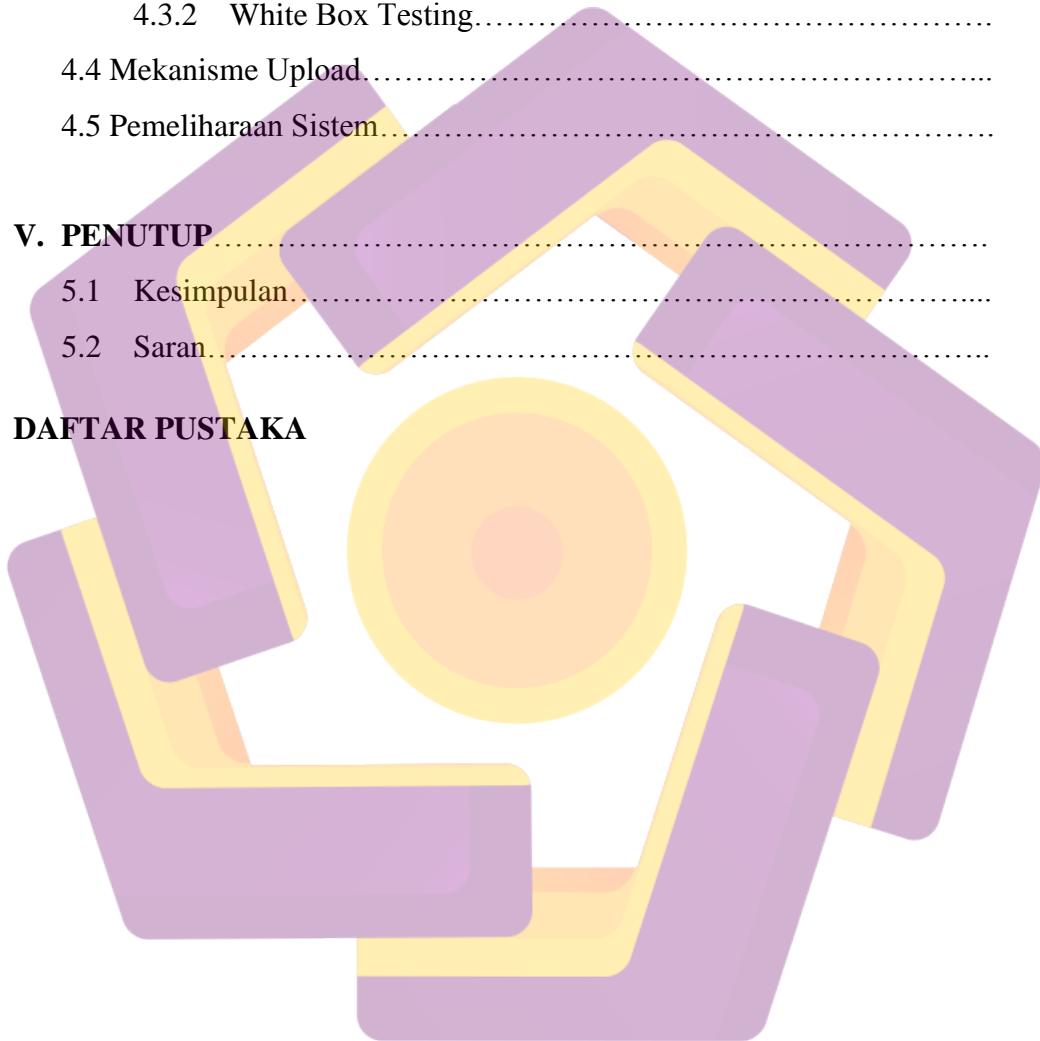 4.3.2 White Box Testing……………………………………………….
4.4 Mekanisme Upload…………………………………………………………...
4.5 Pemeliharaan Sistem………………………………………………………….
V. PENUTUP…………………………………………………………………………
5.1 Kesimpulan……………………………………………………………....
5.2 Saran……………………………………………………………………..
DAFTAR PUSTAKA